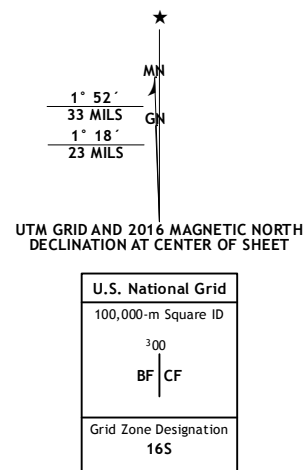 ★
MN
1° 52´
33 MILS
GN
1° 18´
23 MILS
UTM GRID AND 2016 MAGNETIC NORTH
DECLINATION AT CENTER OF SHEET
U.S. National Grid
100,000-m Square ID
³00
BF CF
Grid Zone Designation
16S